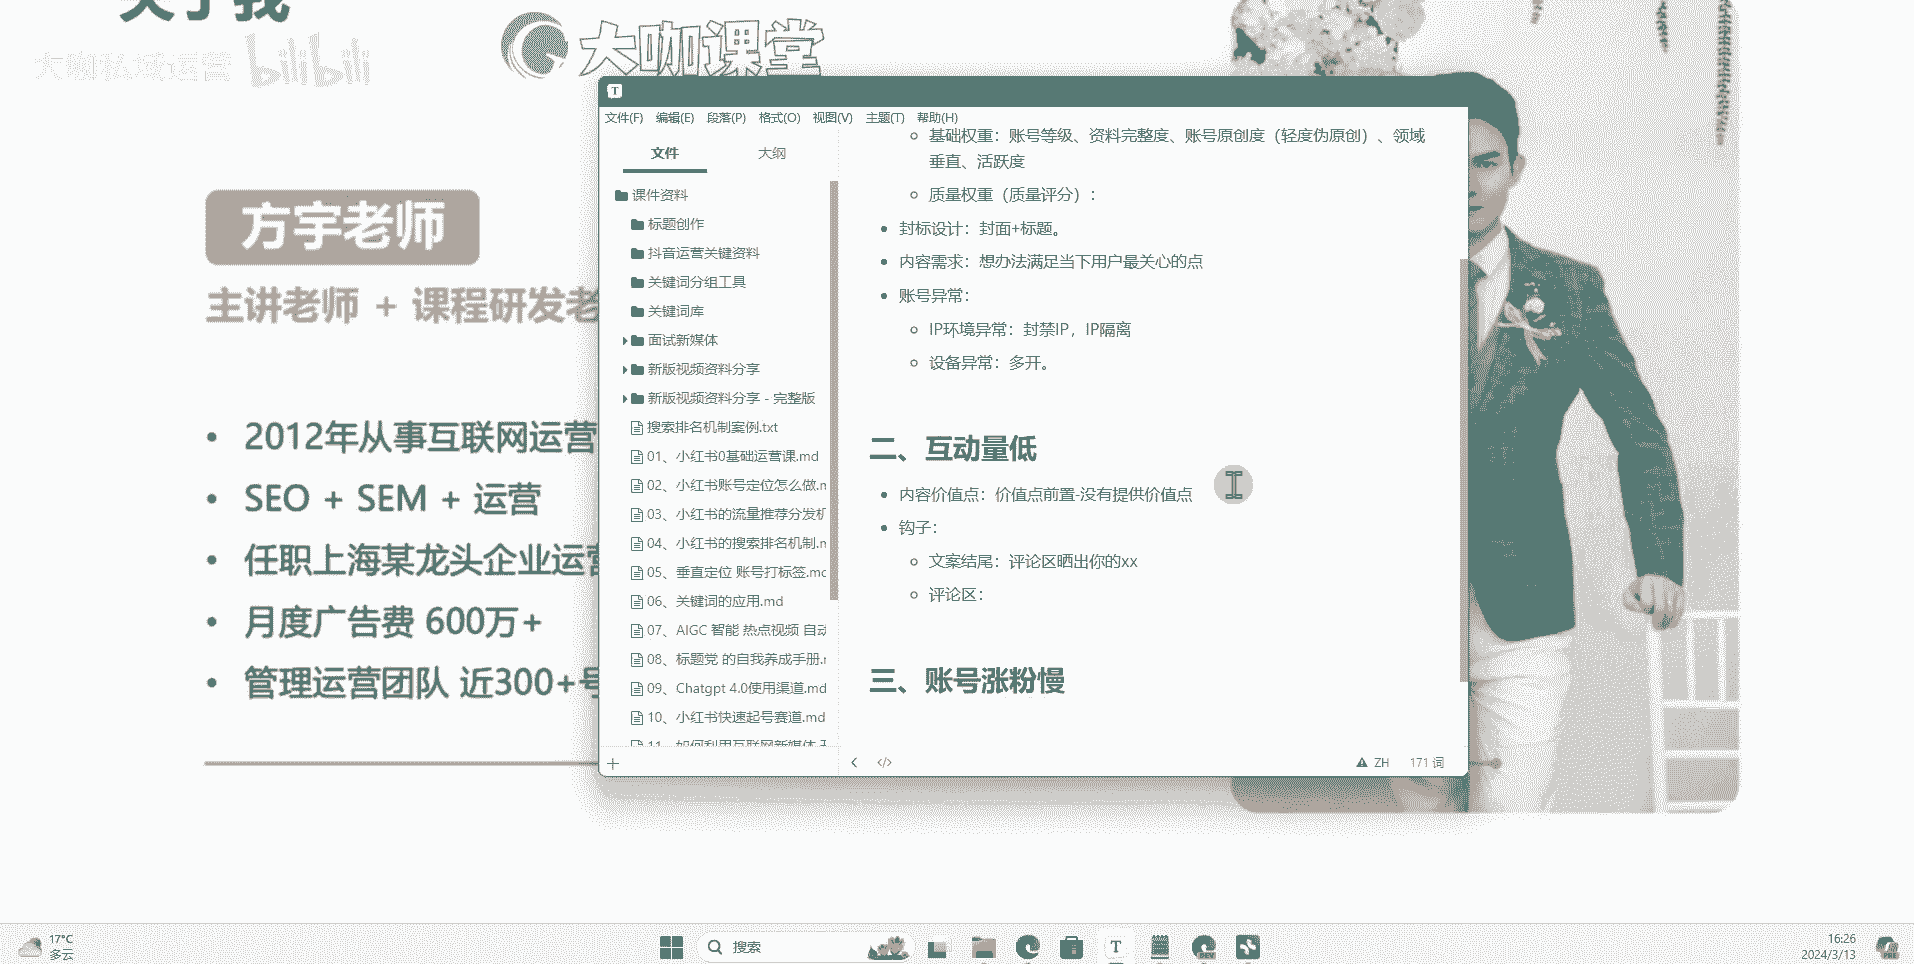 关于我
大咖私域运营 bilibili
大咖课堂
方宇老师
主讲老师 + 课程研发老
2012年从事互联网运营
SEO + SEM + 运营
任职上海某龙头企业运营
月度广告费 600万+
管理运营团队 近300+号
T
文件(F) 编辑(E) 段落(P) 格式(O) 视图(V) 主题(T) 帮助(H)
文件 大纲
课件资料
标题创作
抖音运营关键资料
关键词分组工具
关键词库
面试新媒体
新版视频资料分享
新版视频资料分享 - 完整版
搜索排名机制案例.txt
01、小红书0基础运营课.md
02、小红书账号定位怎么做.m
03、小红书的流量推荐分发机
04、小红书的搜索排名机制.m
05、垂直定位 账号打标签.md
06、关键词的应用.md
07、AIGC 智能 热点视频 自动
08、标题党 的自我养成手册.m
09、Chatgpt 4.0使用渠道.md
10、小红书快速起号赛道.md
11、如何利用互联网新媒体
基础权重：账号等级、资料完整度、账号原创度（轻度伪原创）、领域
垂直、活跃度
质量权重（质量评分）：
封标设计：封面+标题。
内容需求：想办法满足当下用户最关心的点
账号异常：
IP环境异常：封禁IP，IP隔离
设备异常：多开。
二、互动量低
内容价值点：价值点前置-没有提供价值点
钩子：
文案结尾：评论区晒出你的xx
评论区：
三、账号涨粉慢
ZH 171 词
17°C
多云
搜索
T
DEV
16:26
2024/3/13
PRE